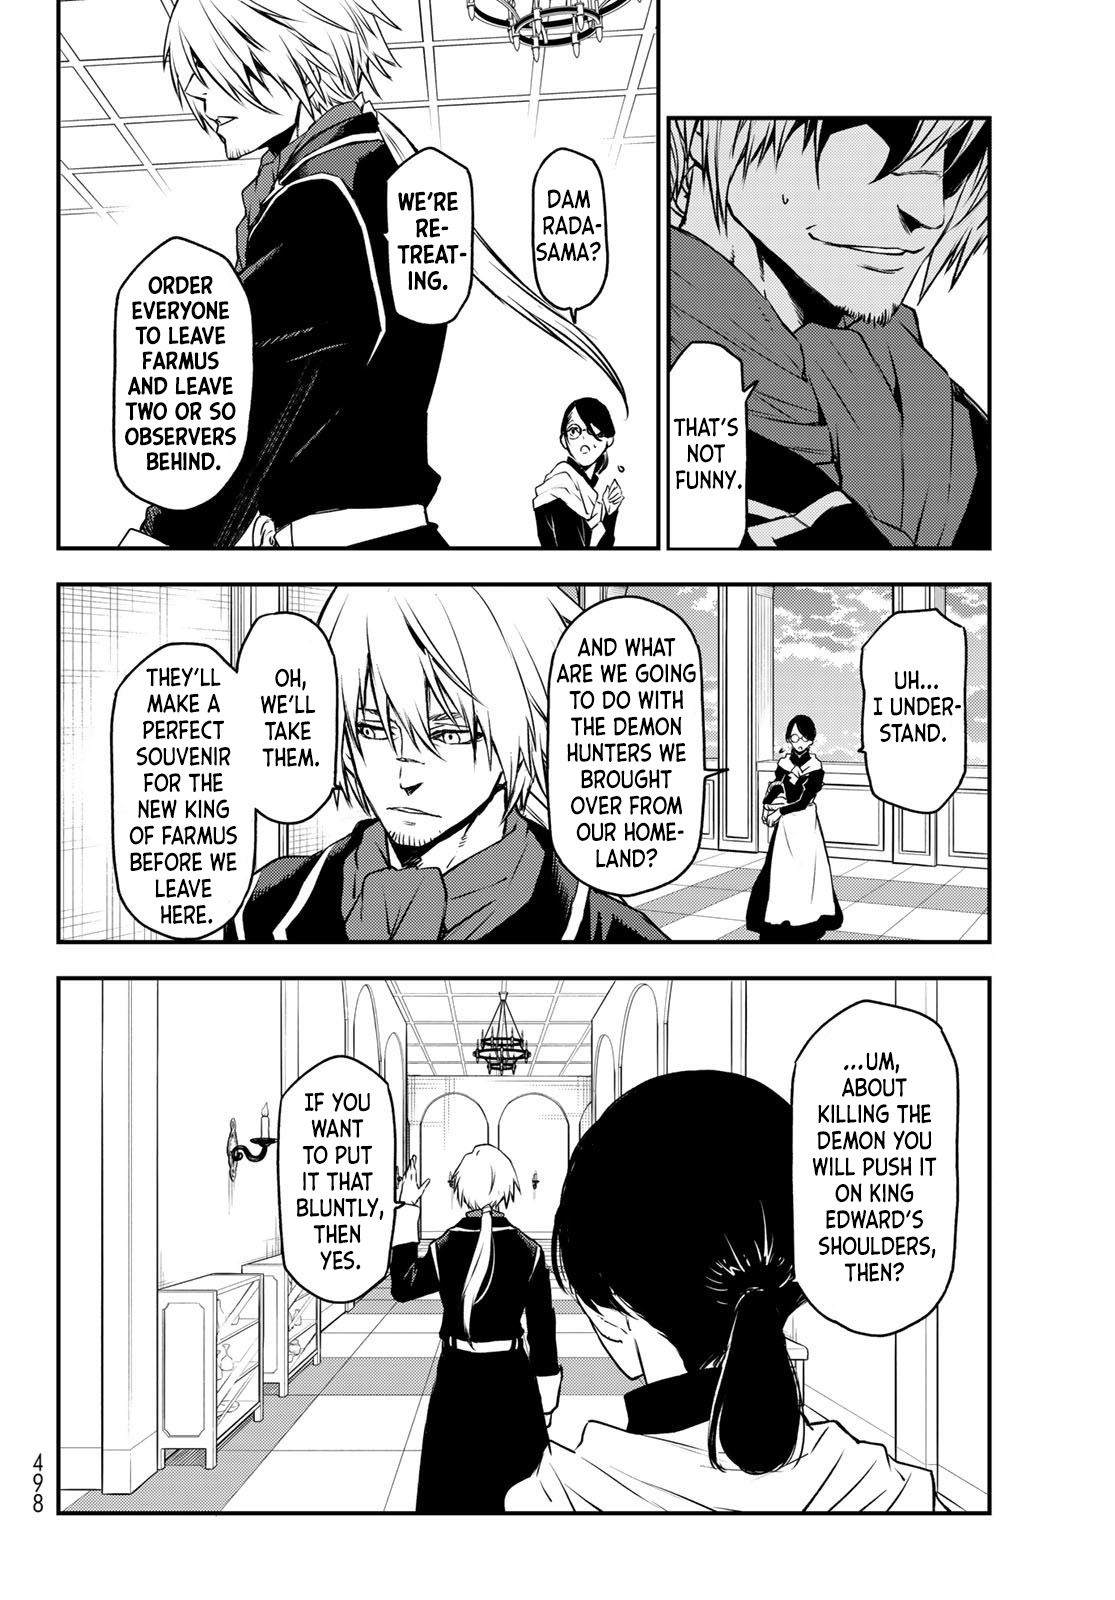 THAT'S
NOT
FUNNY.
DAM
RADA-
SAMA?
WE'RE
RE-
TREAT-
ING.
ORDER
EVERYONE
TO LEAVE
FARMUS
AND LEAVE
TWO OR SO
OBSERVERS
BEHIND.
UH...
I UNDER-
STAND.
AND WHAT
ARE WE GOING
TO DO WITH
THE DEMON
HUNTERS WE
BROUGHT
OVER FROM
OUR HOME-
LAND?
OH,
WE'LL
TAKE
THEM.
THEY'LL
MAKE A
PERFECT
SOUVENIR
FOR THE
NEW KING
OF FARMUS
BEFORE WE
LEAVE
HERE.
...UM,
ABOUT
KILLING THE
DEMON YOU
WILL PUSH IT
ON KING
EDWARD'S
SHOULDERS,
THEN?
IF YOU
WANT
TO PUT
IT THAT
BLUNTLY,
THEN
YES.
498